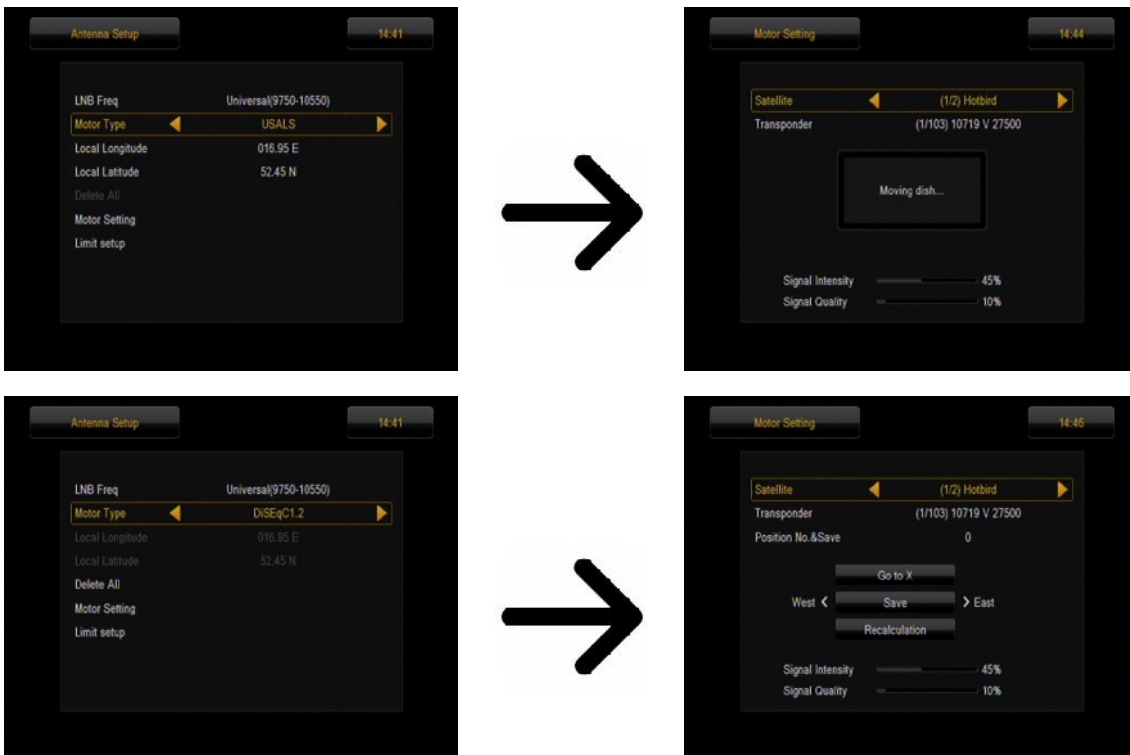 Antenna Setup 14:41
LNB Freq Universal(9750-10550)
Motor Type USALS
Local Longitude 016.95 E
Local Latitude 52.45 N
Delete All
Motor Setting
Limit setup
Motor Setting 14:44
Satellite (1/2) Hotbird
Transponder (1/103) 10719 V 27500
Moving dish...
Signal Intensity 45%
Signal Quality 10%
Antenna Setup 14:41
LNB Freq Universal(9750-10550)
Motor Type DiSEqC1.2
Local Longitude 016.95 E
Local Latitude 52.45 N
Delete All
Motor Setting
Limit setup
Motor Setting 14:46
Satellite (1/2) Hotbird
Transponder (1/103) 10719 V 27500
Position No.&Save 0
Go to X
West < Save > East
Recalculation
Signal Intensity 45%
Signal Quality 10%